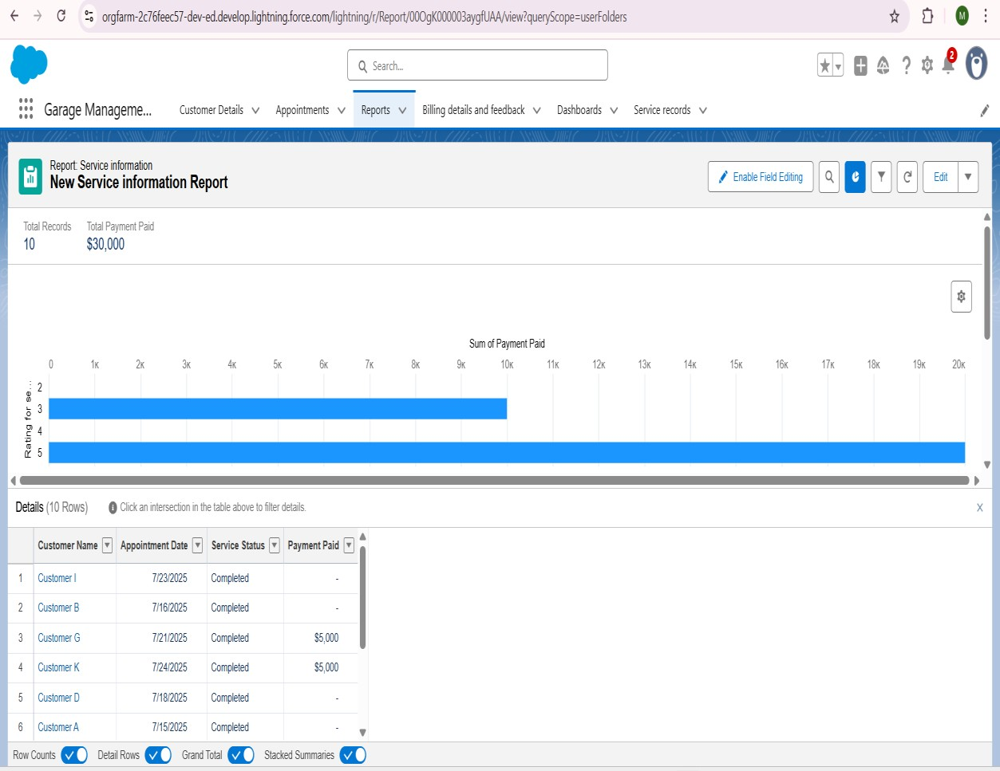 orgfarm-2c76feec57-dev-ed.develop.lightning.force.com/lightning/r/Report/00OgK000003aygfUAA/view?queryScope=userFolders
M
Search...
2
Garage Manageme... Customer Details Appointments Reports Billing details and feedback Dashboards Service records
Report: Service information
New Service information Report
Enable Field Editing
Edit
Total Records Total Payment Paid
10 $30,000
Sum of Payment Paid
0 1K 2K 3K 4K 5K 6K 7K 8K 9K 10K 11K 12K 13K 14K 15K 16K 17K 18K 19K 20K
Rating for se...
2
3
4
5
Details (10 Rows) Click an intersection in the table above to filter details. X
Customer Name Appointment Date Service Status Payment Paid
1 Customer I 7/23/2025 Completed -
2 Customer B 7/16/2025 Completed -
3 Customer G 7/21/2025 Completed $5,000
4 Customer K 7/24/2025 Completed $5,000
5 Customer D 7/18/2025 Completed -
6 Customer A 7/15/2025 Completed -
Row Counts Detail Rows Grand Total Stacked Summaries